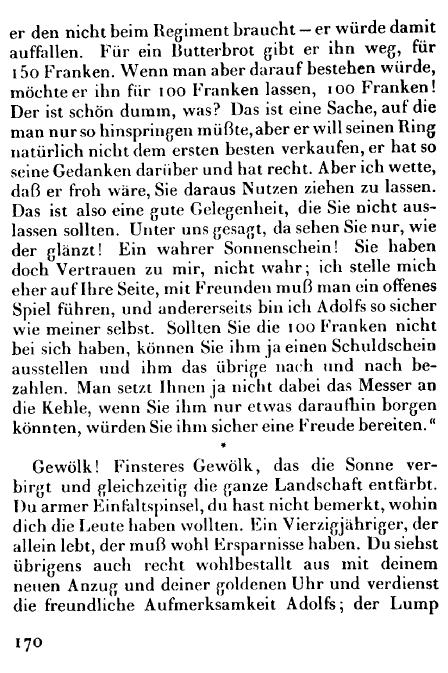 er den nicht beim Regiment braucht – er würde damit
auffallen. Für ein Butterbrot gibt er ihn weg, für
150 Franken. Wenn man aber darauf bestehen würde,
möchte er ihn für 100 Franken lassen, 100 Franken!
Der ist schön dumm, was? Das ist eine Sache, auf die
man nur so hinspringen müßte, aber er will seinen Ring
natürlich nicht dem ersten besten verkaufen, er hat so
seine Gedanken darüber und hat recht. Aber ich wette,
daß er froh wäre, Sie daraus Nutzen ziehen zu lassen.
Das ist also eine gute Gelegenheit, die Sie nicht aus-
lassen sollten. Unter uns gesagt, da sehen Sie nur, wie
der glänzt! Ein wahrer Sonnenschein! Sie haben
doch Vertrauen zu mir, nicht wahr; ich stelle mich
eher auf Ihre Seite, mit Freunden muß man ein offenes
Spiel führen, und andererseits bin ich Adolfs so sicher
wie meiner selbst. Sollten Sie die 100 Franken nicht
bei sich haben, können Sie ihm ja einen Schuldschein
ausstellen und ihm das übrige nach und nach be-
zahlen. Man setzt Ihnen ja nicht dabei das Messer an
die Kehle, wenn Sie ihm nur etwas daraufhin borgen
könnten, würden Sie ihm sicher eine Freude bereiten.“
*
Gewölk! Finsteres Gewölk, das die Sonne ver-
birgt und gleichzeitig die ganze Landschaft entfärbt.
Du armer Einfaltspinsel, du hast nicht bemerkt, wohin
dich die Leute haben wollten. Ein Vierzigjähriger, der
allein lebt, der muß wohl Ersparnisse haben. Du siehst
übrigens auch recht wohlbestallt aus mit deinem
neuen Anzug und deiner goldenen Uhr und verdienst
die freundliche Aufmerksamkeit Adolfs; der Lump
170